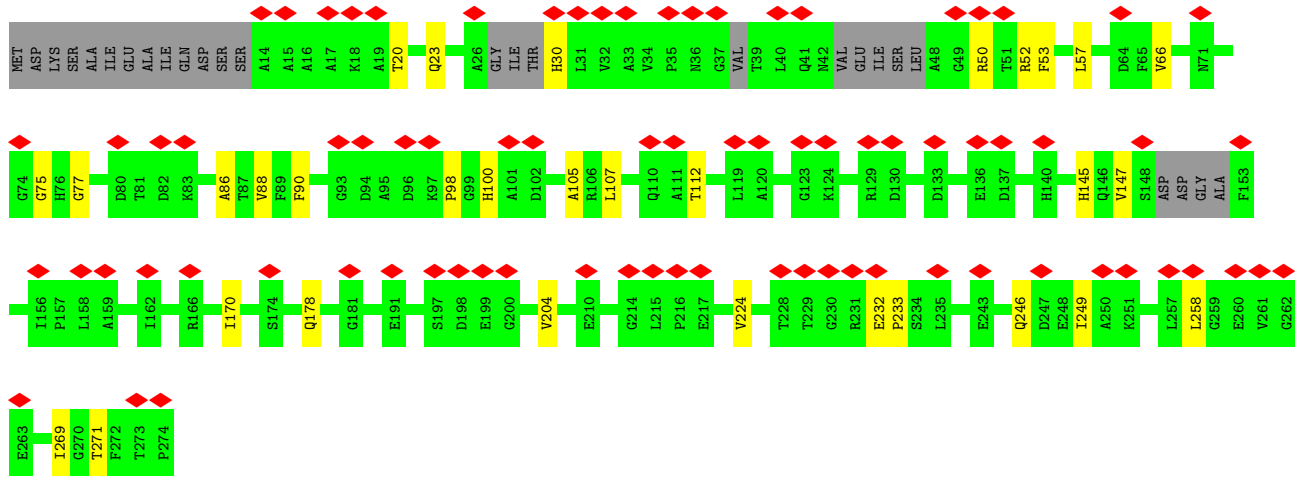 MET ASP LYS SER ALA ILE GLU ALA ILE GLN ASP SER SER A14 A15 A16 A17 K18 A19 T20 Q23 A26 GLY ILE THR H30 L31 V32 A33 V34 P35 N36 G37 VAL T39 L40 Q41 N42 VAL GLU ILE SER LEU A48 G49 R50 T51 R52 F53 L57 D64 F65 V66 N71
G74 G75 H76 G77 D80 T81 D82 K83 A86 T87 V88 F89 F90 G93 D94 A95 D96 K97 P98 G99 H100 A101 D102 A105 R106 L107 Q110 A111 T112 L119 A120 G123 K124 R129 D130 D133 E136 D137 H140 H145 Q146 V147 S148 ASP ASP GLY ALA F153
I156 P157 L158 A159 I162 R166 I170 S174 Q178 G181 E191 S197 D198 E199 G200 V204 E210 G214 L215 P216 E217 V224 T228 T229 G230 R231 E232 P233 S234 L235 E243 Q246 D247 E248 I249 A250 K251 L257 L258 G259 E260 V261 G262
E263 I269 G270 T271 F272 T273 P274